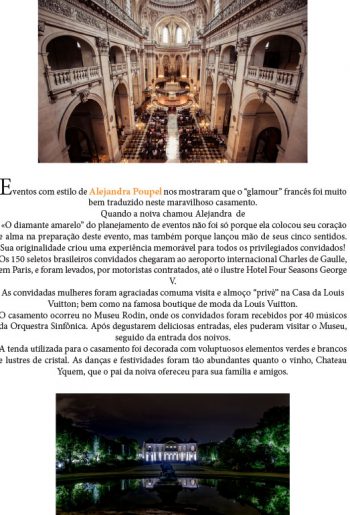 Eventos com estilo de Alejandra Poupel nos mostraram que o “glamour” francés foi muito
bem traduzido neste maravilhoso casamento.
Quando a noiva chamou Alejandra de
«O diamante amarelo” do planejamento de eventos não foi só porque ela colocou seu coração
e alma na preparação deste evento, mas também porque lançou mão de seus cinco sentidos.
Sua originalidade criou uma experiência memorável para todos os privilegiados convidados!
Os 150 seletos brasileiros convidados chegaram ao aeroporto internacional Charles de Gaulle,
em Paris, e foram levados, por motoristas contratados, até o ilustre Hotel Four Seasons George
V.
As convidadas mulheres foram agraciadas comuma visita e almoço “privè” na Casa da Louis
Vuitton; bem como na famosa boutique de moda da Louis Vuitton.
O casamento ocorreu no Museu Rodin, onde os convidados foram recebidos por 40 músicos
da Orquestra Sinfônica. Após degustarem deliciosas entradas, eles puderam visitar o Museu,
seguido da entrada dos noivos.
A tenda utilizada para o casamento foi decorada com voluptuosos elementos verdes e brancos
e lustres de cristal. As danças e festividades foram tão abundantes quanto o vinho, Chateau
Yquem, que o pai da noiva ofereceu para sua família e amigos.